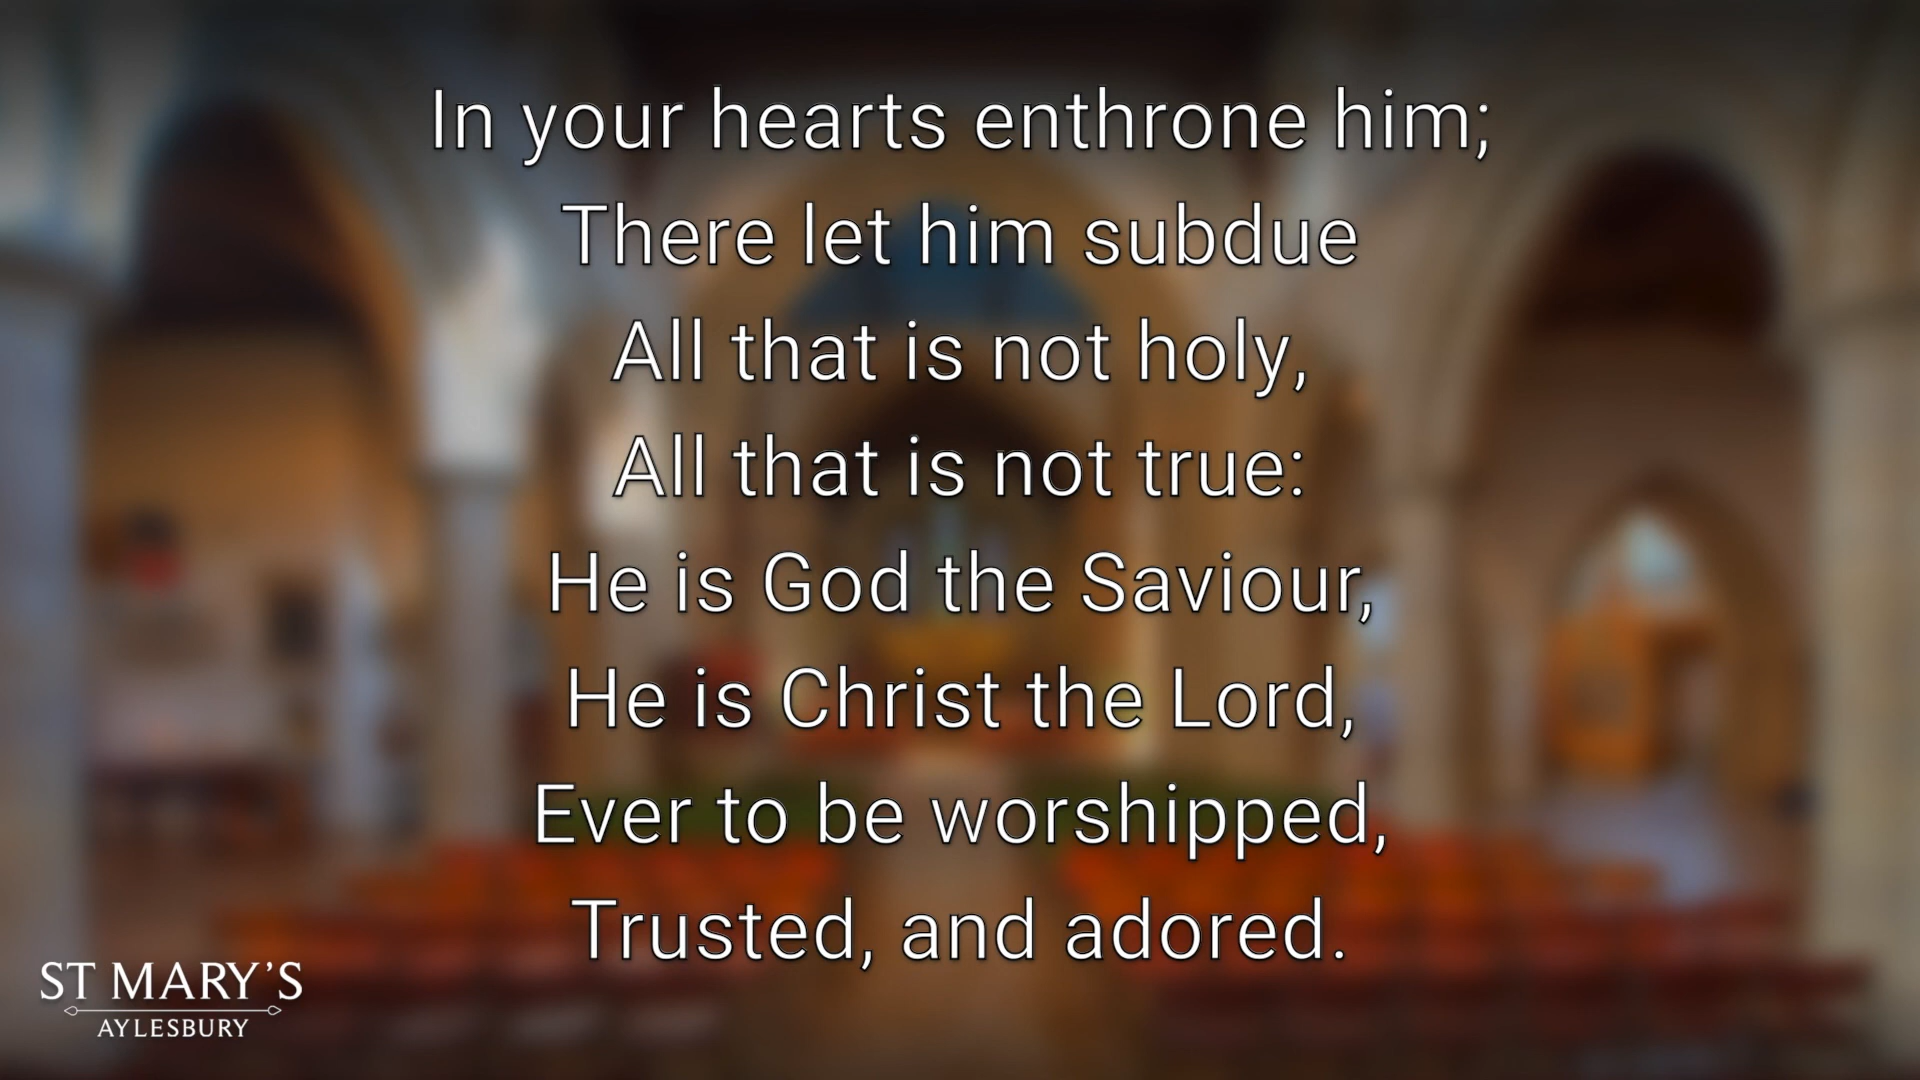 In your hearts enthrone him;
There let him subdue
All that is not holy,
All that is not true:
He is God the Saviour,
He is Christ the Lord,
Ever to be worshipped,
Trusted, and adored.
ST MARY'S
AYLESBURY